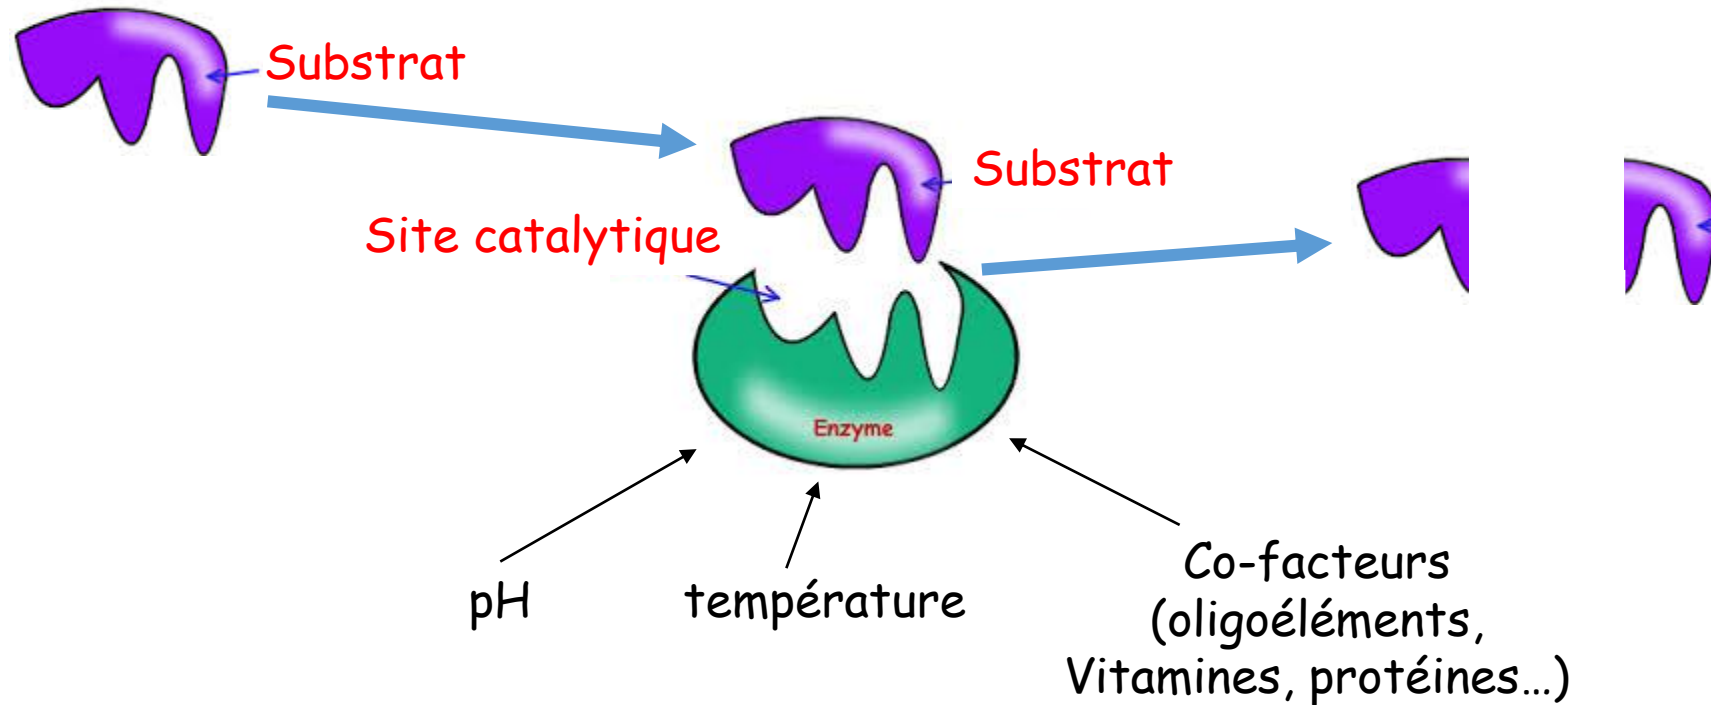 Substrat
Substrat
Site catalytique
Enzyme
pH
température
Co-facteurs
(oligoéléments,
Vitamines, protéines...)